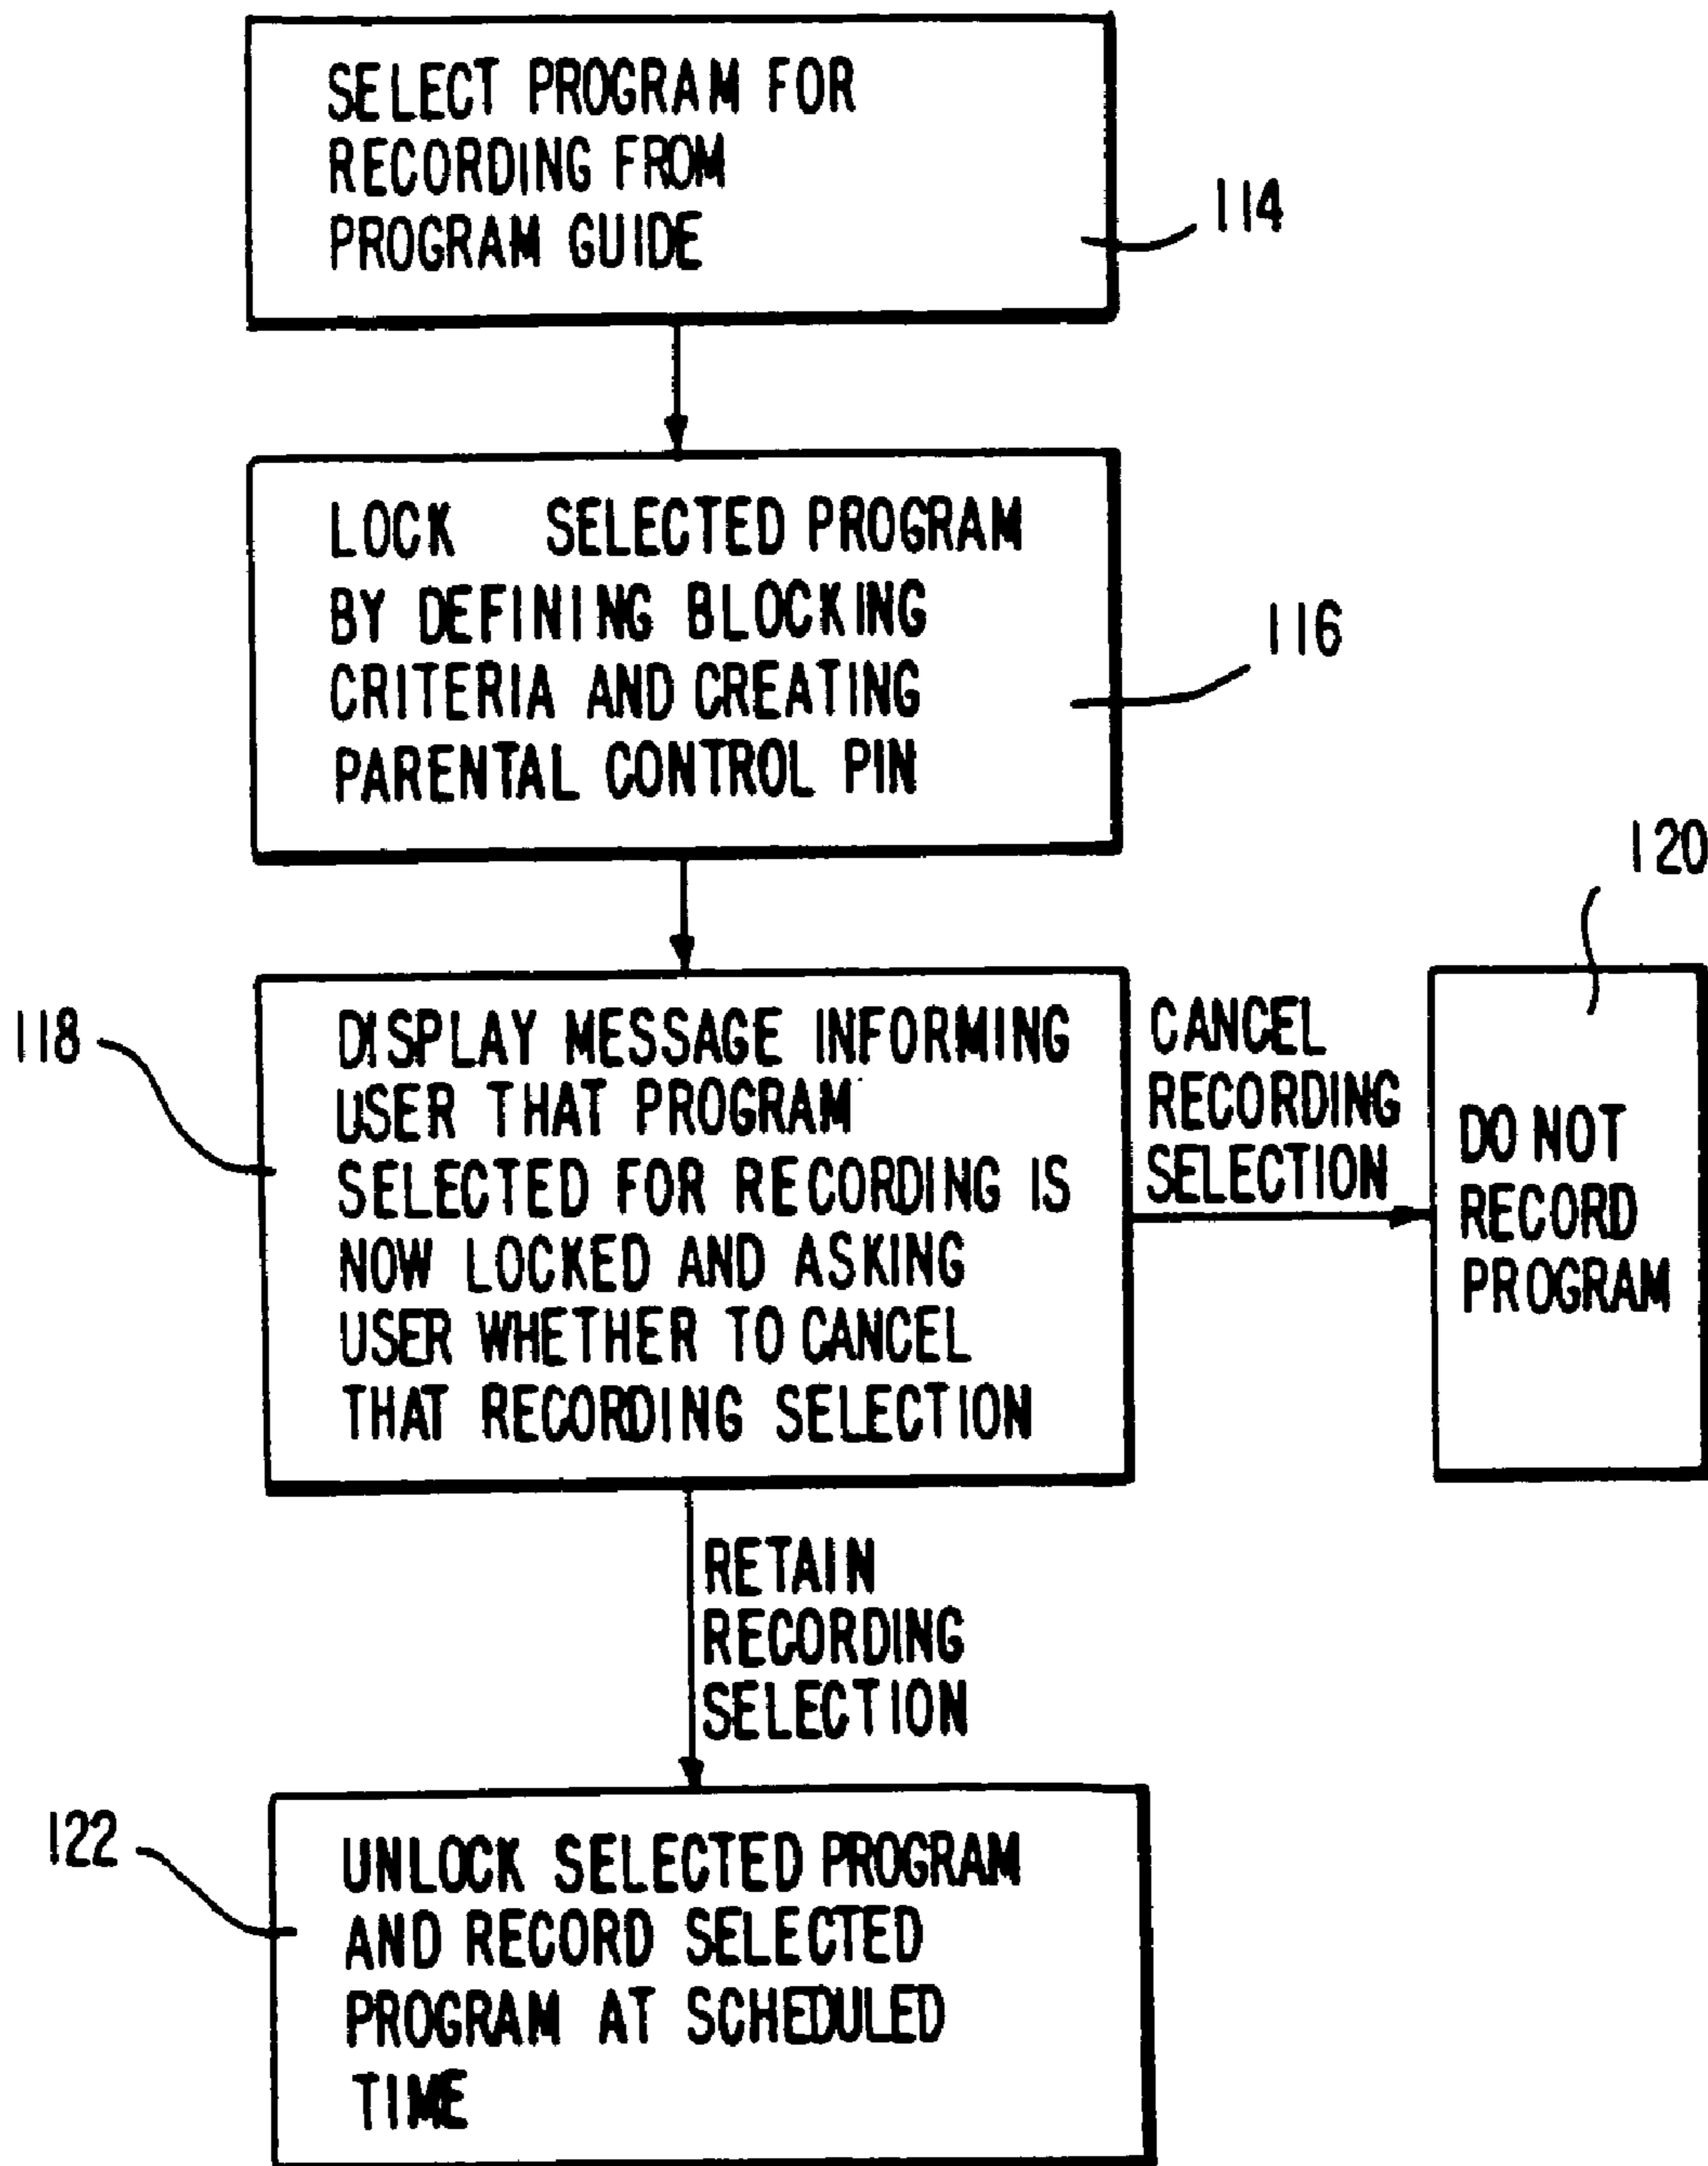 SELECT PROGRAM FOR
RECORDING FROM
PROGRAM GUIDE
114
LOCK SELECTED PROGRAM
BY DEFINING BLOCKING
CRITERIA AND CREATING
PARENTAL CONTROL PIN
116
118
DISPLAY MESSAGE INFORMING
USER THAT PROGRAM
SELECTED FOR RECORDING IS
NOW LOCKED AND ASKING
USER WHETHER TO CANCEL
THAT RECORDING SELECTION
CANCEL
RECORDING
SELECTION
120
DO NOT
RECORD
PROGRAM
RETAIN
RECORDING
SELECTION
122
UNLOCK SELECTED PROGRAM
AND RECORD SELECTED
PROGRAM AT SCHEDULED
TIME